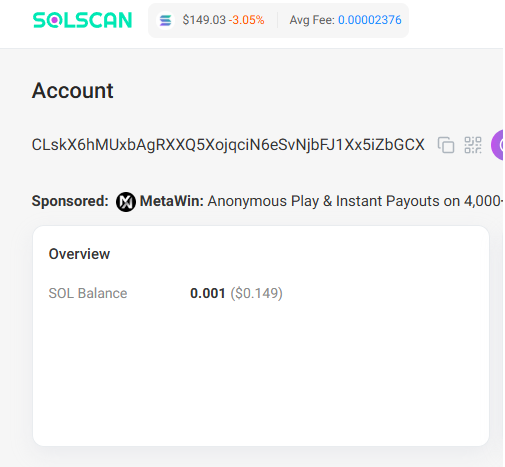 SOLSCAN $149.03 -3.05% Avg Fee: 0.00002376
Account
CLskX6hMUxbAgRXXQ5XojqciN6eSvNjbFJ1Xx5iZbGCX
Sponsored: MetaWin: Anonymous Play & Instant Payouts on 4,000
Overview
SOL Balance 0.001 ($0.149)